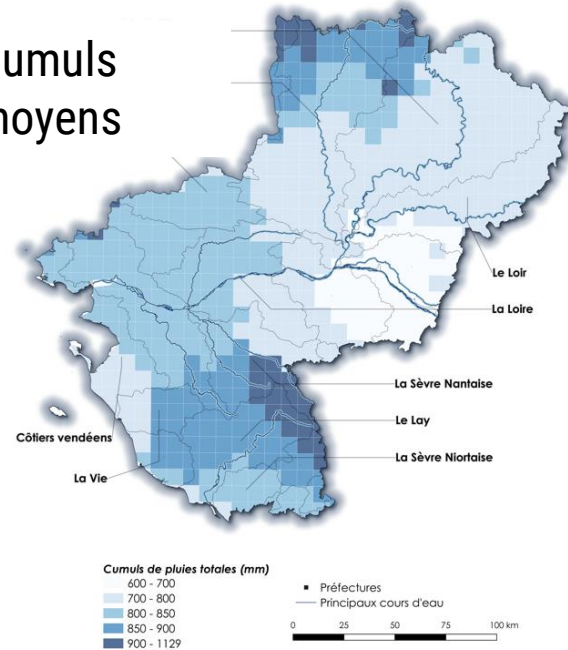 umuls
noyens
Le Loir
La Loire
La Sèvre Nantaise
Le Lay
La Sèvre Niortaise
Côtiers vendéens
La Vie
Cumuls de pluies totales (mm)
600 - 700
700 - 800
800 - 850
850 - 900
900 - 1129
Préfectures
Principaux cours d'eau
0 25 50 75 100 km